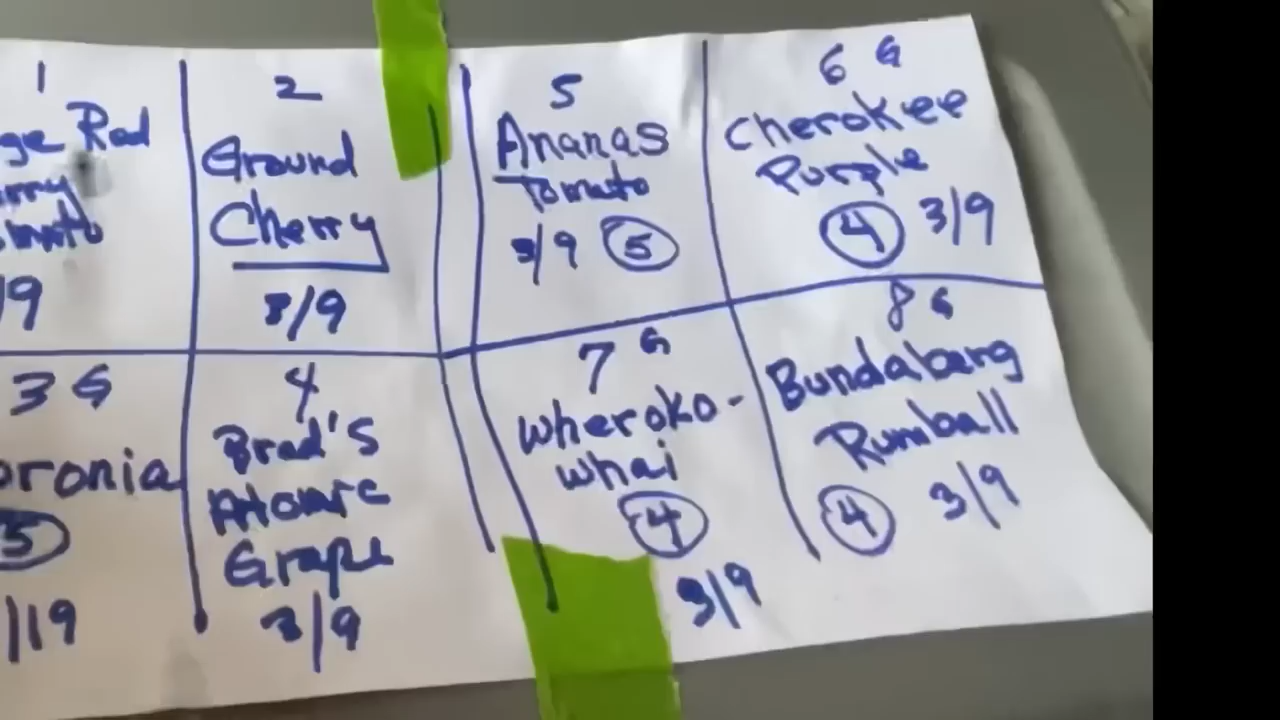 1
Red
/9
2
Ground
Cherry
3/9
5
Ananas
Tomato
3/9 5
6 G
Cherokee
Purple
4 3/9
3 G
oronia
5
/19
4
Brad's
Atomic
Grape
3/9
7 G
Wheroko-
whai
4
3/9
8 G
Bundaberg
Rumball
4 3/9